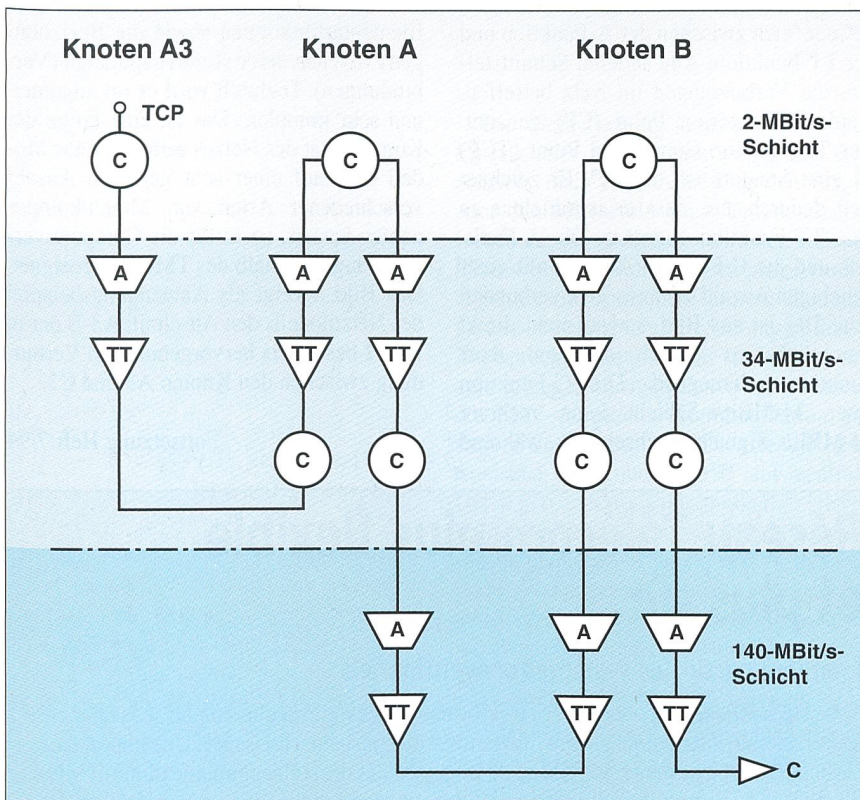 Knoten A3 Knoten A Knoten B
TCP
C C C
2-MBit/s-
Schicht
A A A A A
TT TT TT TT TT
34-MBit/s-
Schicht
C C C C
A A A
140-MBit/s-
Schicht
TT TT TT
C